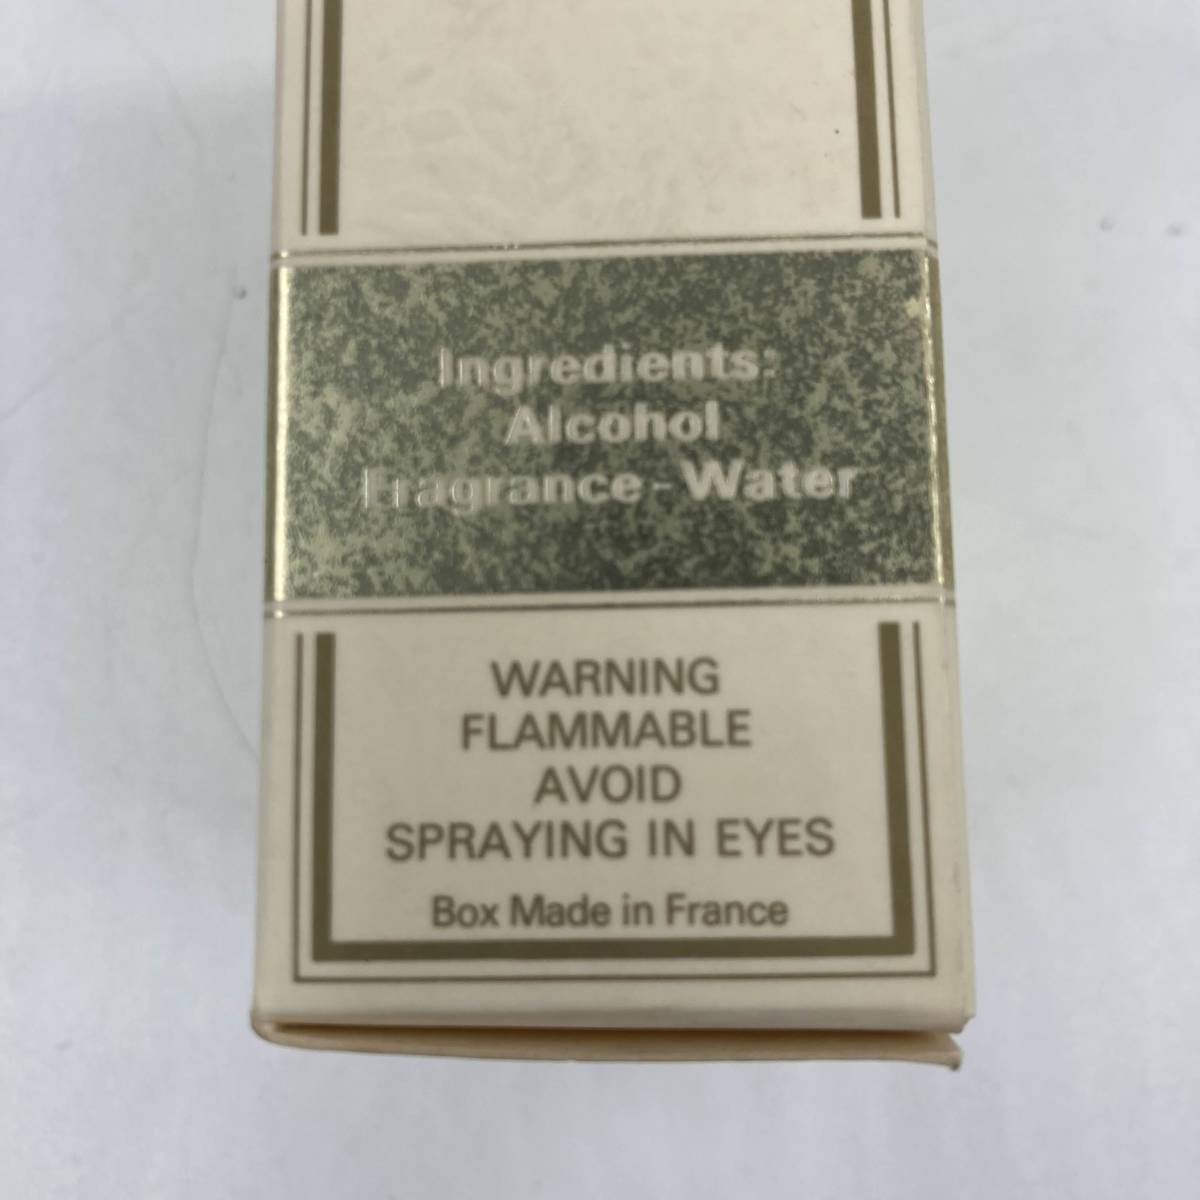 Ingredients:
Alcohol
Fragrance - Water
WARNING
FLAMMABLE
AVOID
SPRAYING IN EYES
Box Made in France